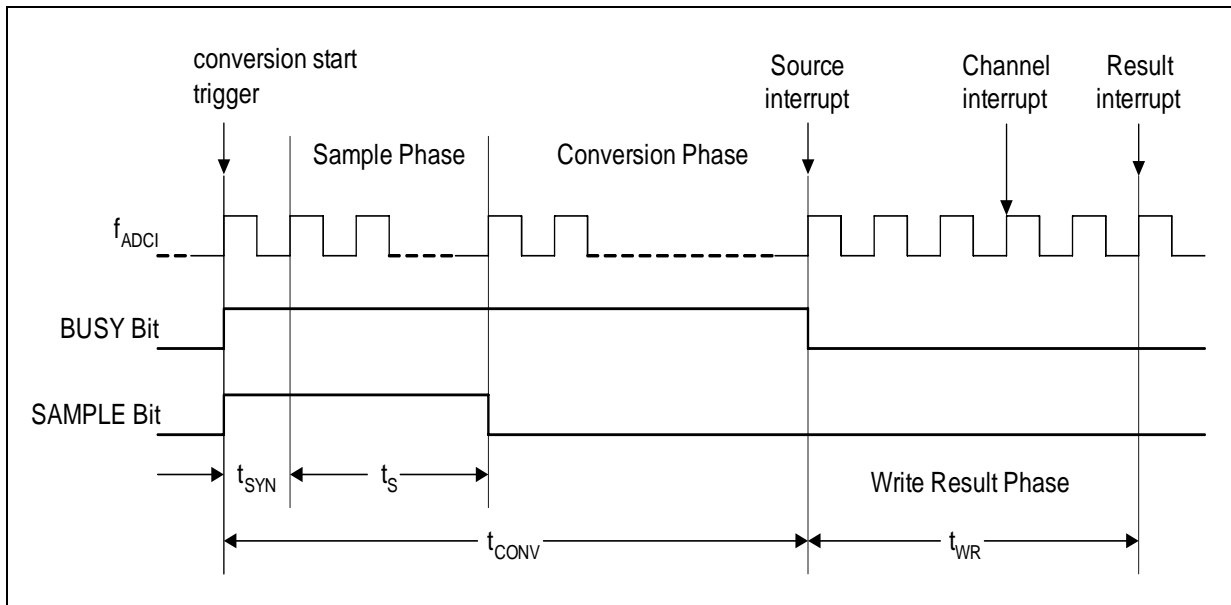 conversion start
trigger
Source
interrupt
Channel
interrupt
Result
interrupt
Sample Phase
Conversion Phase
fADCI
BUSY Bit
SAMPLE Bit
tSYN
tS
Write Result Phase
tCONV
tWR